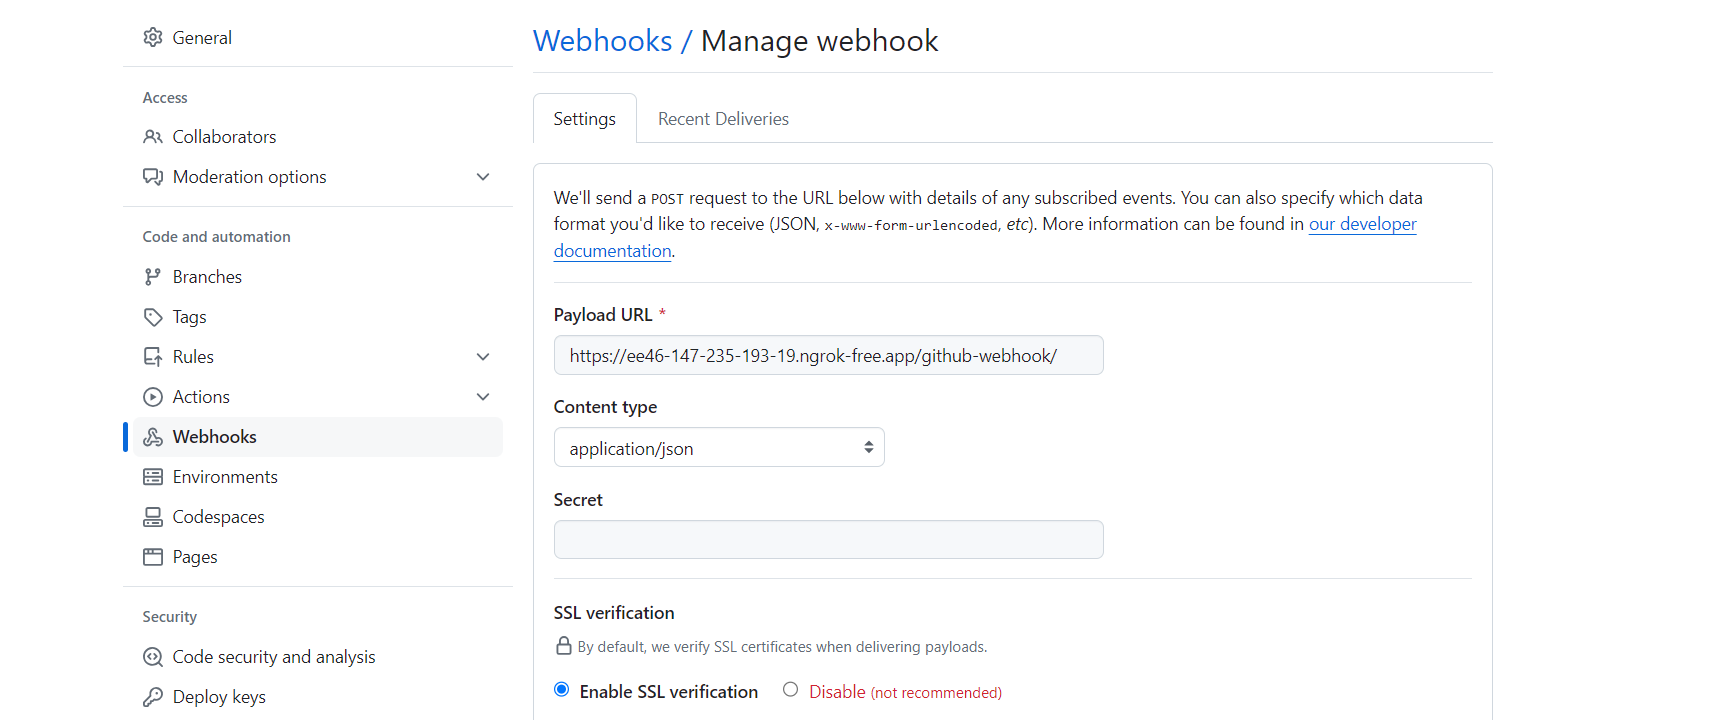 General
Access
Collaborators
Moderation options
Code and automation
Branches
Tags
Rules
Actions
Webhooks
Environments
Codespaces
Pages
Security
Code security and analysis
Deploy keys
Webhooks / Manage webhook
Settings
Recent Deliveries
We'll send a POST request to the URL below with details of any subscribed events. You can also specify which data
format you'd like to receive (JSON, x-www-form-urlencoded, etc). More information can be found in our developer
documentation.
Payload URL *
https://ee46-147-235-193-19.ngrok-free.app/github-webhook/
Content type
application/json
Secret
SSL verification
By default, we verify SSL certificates when delivering payloads.
Enable SSL verification
Disable (not recommended)